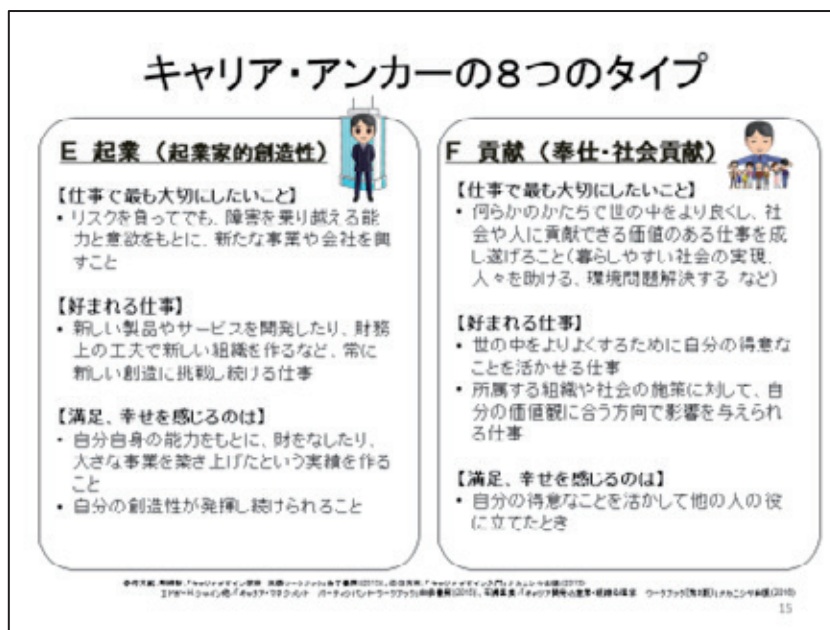 キャリア・アンカーの８つのタイプ
E 起業（起業家的創造性）
【仕事で最も大切にしたいこと】
• リスクを負ってでも、障害を乗り越える能
力と意欲をもとに、新たな事業や会社を興
すこと
【好まれる仕事】
• 新しい製品やサービスを開発したり、財務
上の工夫で新しい組織を作るなど、常に
新しい創造に挑戦し続ける仕事
【満足、幸せを感じるのは】
• 自分自身の能力をもとに、財をなしたり、
大きな事業を築き上げたという実績を作る
こと
• 自分の創造性が発揮し続けられること
F 貢献（奉仕・社会貢献）
【仕事で最も大切にしたいこと】
• 何らかのかたちで世の中をより良くし、社
会や人に貢献できる価値のある仕事を成
し遂げること（暮らしやすい社会の実現、
人々を助ける、環境問題解決する など）
【好まれる仕事】
• 世の中をよりよくするために自分の得意な
ことを活かせる仕事
• 所属する組織や社会の施策に対して、自
分の価値観に合う方向で影響を与えられ
る仕事
【満足、幸せを感じるのは】
• 自分の得意なことを活かして他の人の役
に立てたとき
15